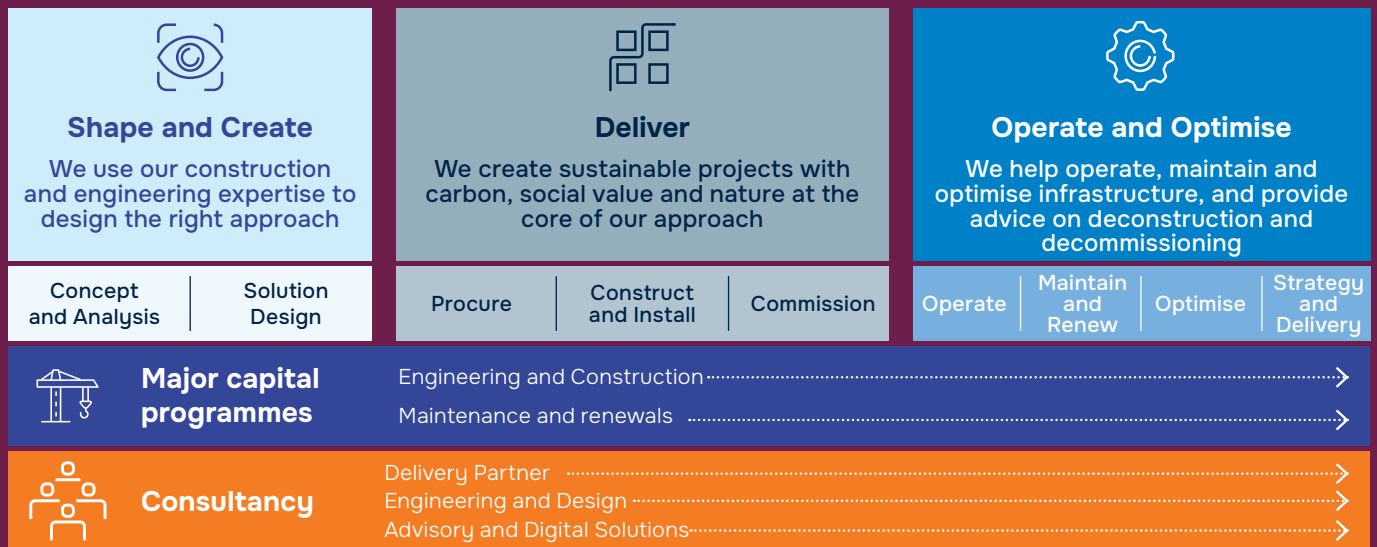 Shape and Create
We use our construction
and engineering expertise to
design the right approach
Deliver
We create sustainable projects with
carbon, social value and nature at the
core of our approach
Operate and Optimise
We help operate, maintain and
optimise infrastructure, and provide
advice on deconstruction and
decommissioning
Concept
and Analysis
Solution
Design
Procure
Construct
and Install
Commission
Operate
Maintain
and
Renew
Optimise
Strategy
and
Delivery
Major capital
programmes
Engineering and Construction
Maintenance and renewals
Consultancy
Delivery Partner
Engineering and Design
Advisory and Digital Solutions